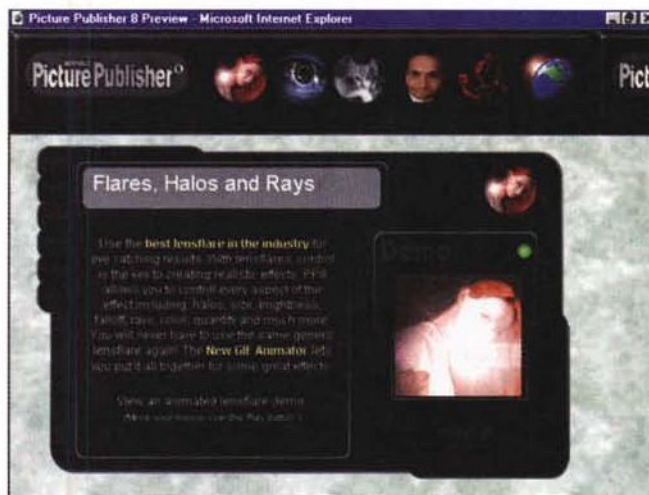 Picture Publisher 8 Preview - Microsoft Internet Explorer
Picture Publisher
Pict
Flares, Halos and Rays
Use the best lensflare in the industry for
eye catching results. With lensflares, control
is the key to creating realistic effects. PP8
allows you to control every aspect of the
effect including, halos, size, brightness,
falloff, rays, color, quantity and much more.
You will never have to use the same generic
lensflare again! The New GIF Animator lets
you put it all together for some great effects.
View an animated lensflare demo
Demo